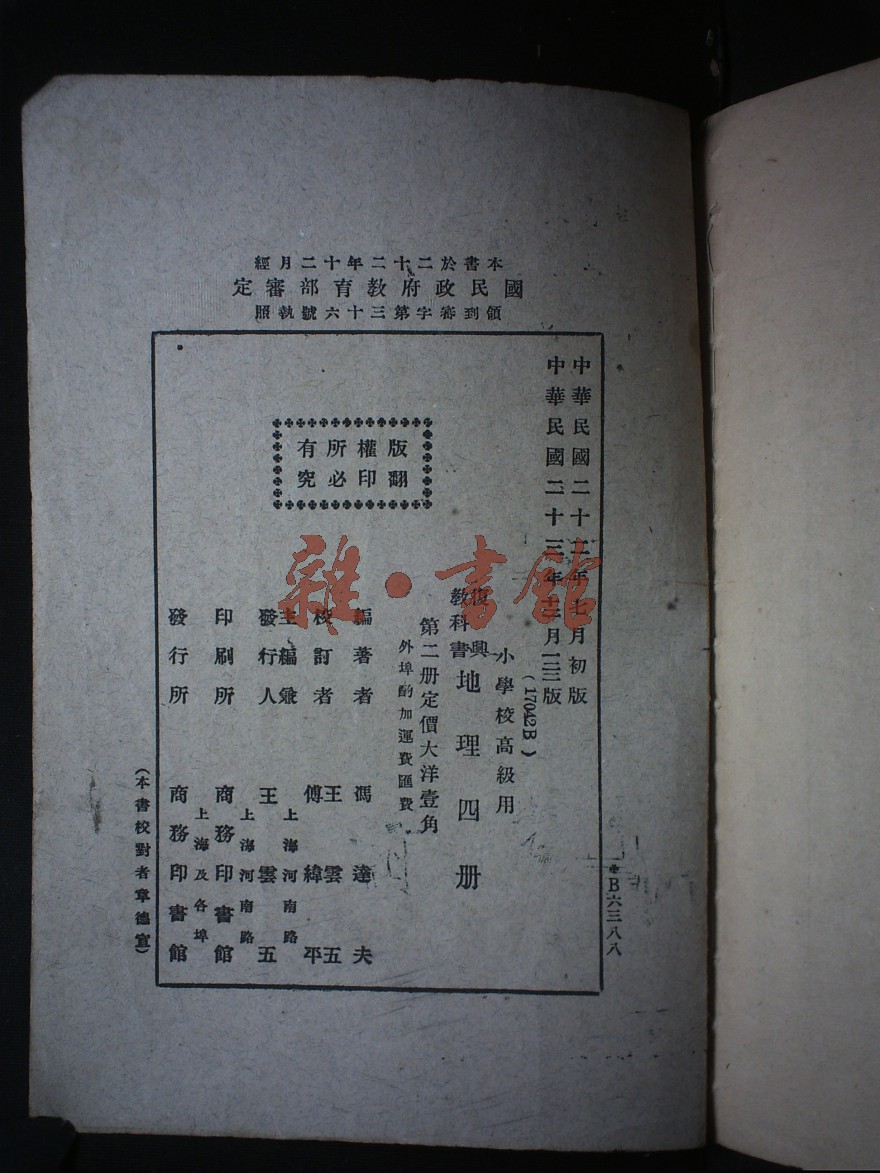 本書於二十二年十二月經
國民政府教育部審定
領到審字第三十六號執照
中華民國二十二年七月初版
中華民國二十三年十二月一三三版
(17042B)
小學校高級用
復興
教科書
地理四册
第二册定價大洋壹角
外埠酌加運費匯費
版權所有
翻印必究
編著者 馮達夫
校訂者 王雲五
傅緯平
主編兼
發行人 王雲五
上海河南路
印刷所 商務印書館
上海河南路
發行所 商務印書館
上海及各埠
(本書校對者章德宣)
B六三八八
雜·書館